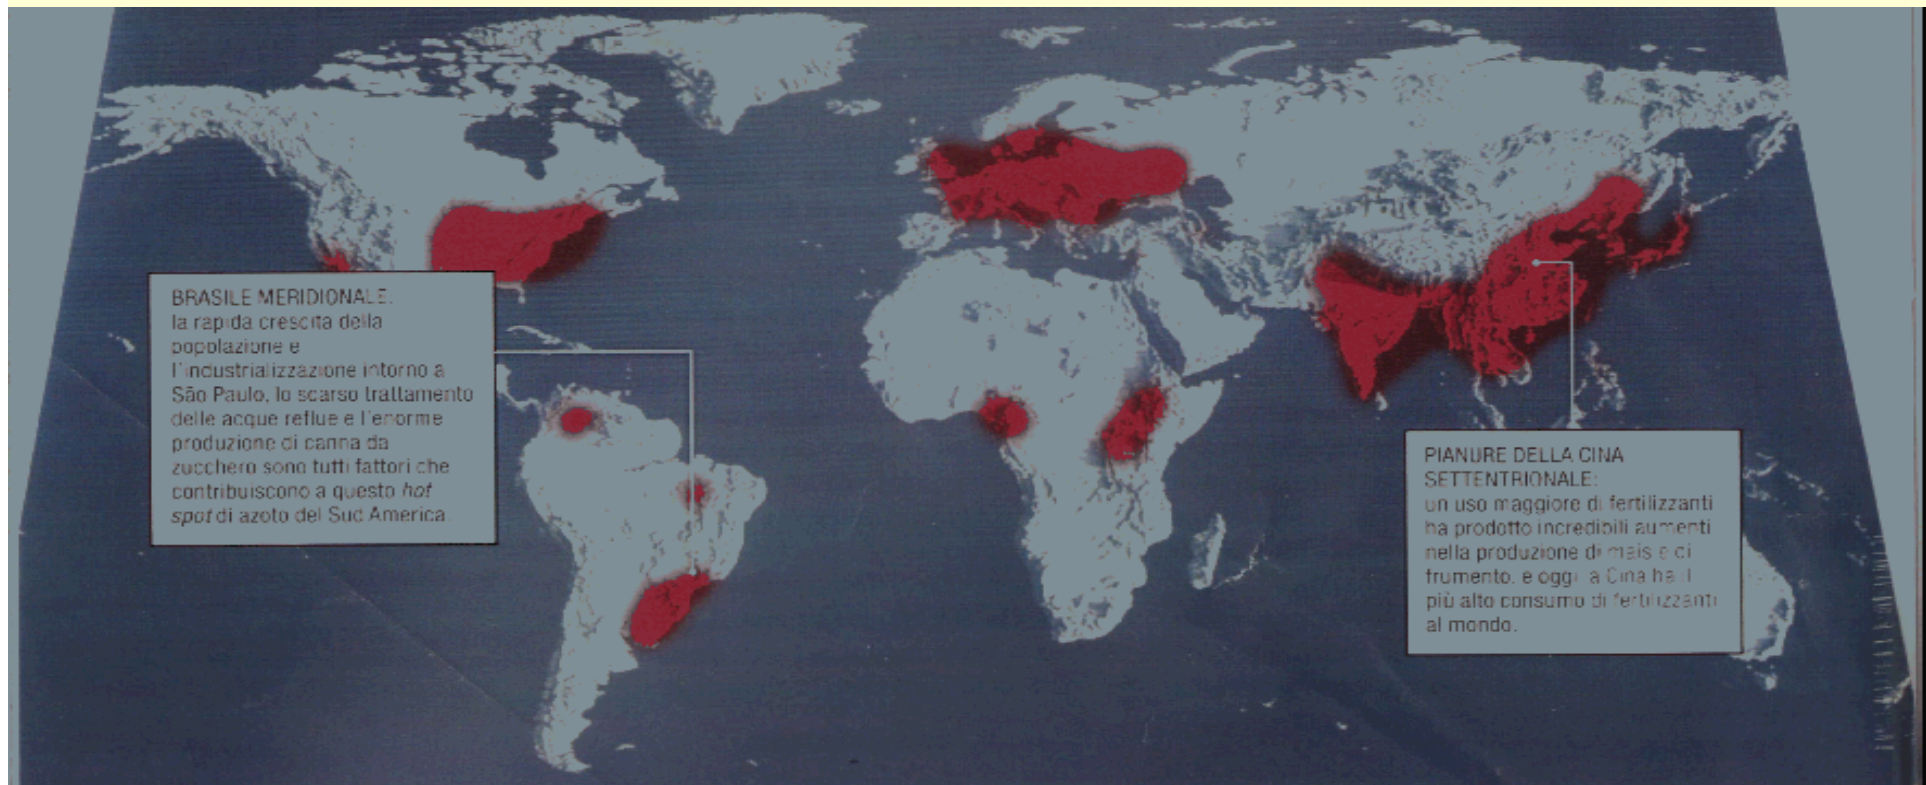 BRASILE MERIDIONALE:
la rapida crescita della
popolazione e
l'industrializzazione intorno a
São Paulo, lo scarso trattamento
delle acque reflue e l'enorme
produzione di canna da
zucchero sono tutti fattori che
contribuiscono a questo hot
spot di azoto del Sud America.
PIANURE DELLA CINA
SETTENTRIONALE:
un uso maggiore di fertilizzanti
ha prodotto incredibili aumenti
nella produzione di mais e di
frumento, e oggi la Cina ha il
più alto consumo di fertilizzanti
al mondo.